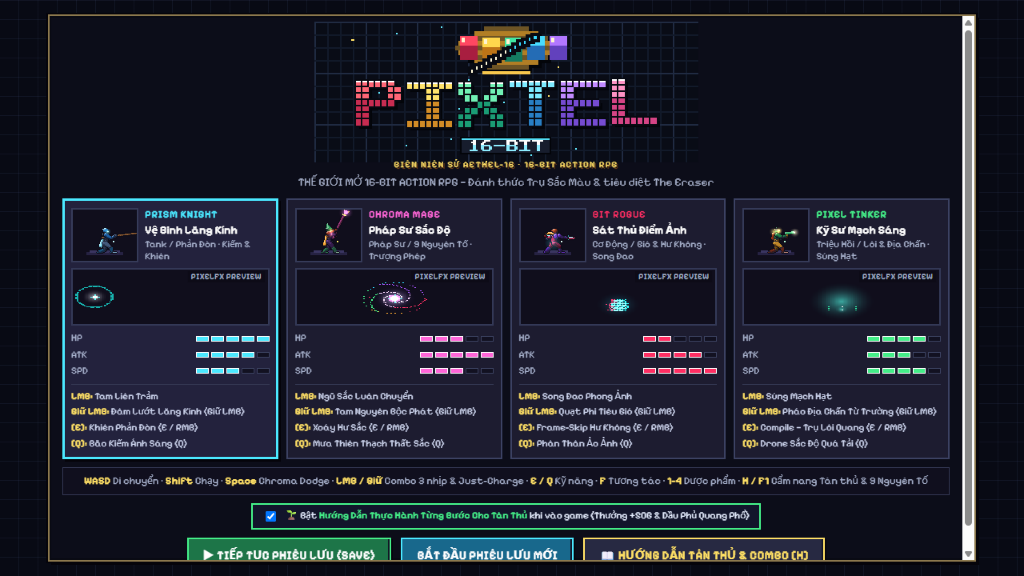 PIXTEL
16-BIT
BIÊN NIÊN SỬ AETHEL-16 · 16-BIT ACTION RPG
THẾ GIỚI MỞ 16-BIT ACTION RPG - Đánh thức Trụ Sắc Màu & tiêu diệt The Eraser
PRISM KNIGHT
Vệ Binh Lăng Kính
Tank / Phản Đòn · Kiếm & Khiên
PIXELFX PREVIEW
HP
ATK
SPD
LMB: Tam Liên Trảm
Giữ LMB: Đâm Lướt Lăng Kính (Giữ LMB)
(E): Khiên Phản Đòn (E / RMB)
(Q): Bão Kiếm Ánh Sáng (Q)
CHROMA MAGE
Pháp Sư Sắc Độ
Pháp Sư / 9 Nguyên Tố · Trượng Phép
PIXELFX PREVIEW
HP
ATK
SPD
LMB: Ngũ Sắc Luân Chuyển
Giữ LMB: Tam Nguyên Bộc Phát (Giữ LMB)
(E): Xoáy Hư Sắc (E / RMB)
(Q): Mưa Thiên Thạch Thất Sắc (Q)
BIT ROGUE
Sát Thủ Điểm Ảnh
Cơ Động / Gió & Hư Không · Song Đao
PIXELFX PREVIEW
HP
ATK
SPD
LMB: Song Đao Phong Ảnh
Giữ LMB: Quạt Phi Tiêu Gió (Giữ LMB)
(E): Frame-Skip Hư Không (E / RMB)
(Q): Phân Thân Ảo Ảnh (Q)
PIXEL TINKER
Kỹ Sư Mạch Sáng
Triệu Hồi / Lôi & Địa Chấn · Súng Hạt
PIXELFX PREVIEW
HP
ATK
SPD
LMB: Súng Mạch Hạt
Giữ LMB: Pháo Địa Chấn Từ Trường (Giữ LMB)
(E): Compile - Trụ Lôi Quang (E / RMB)
(Q): Drone Sắc Độ Quá Tải (Q)
WASD Di chuyển · Shift Chạy · Space Chroma Dodge · LMB / Giữ Combo 3 nhịp & Just-Charge · E / Q Kỹ năng · F Tương tác · 1-4 Dược phẩm · H / F1 Cẩm nang Tân thủ & 9 Nguyên Tố
Bật Hướng Dẫn Thực Hành Từng Bước Cho Tân Thủ khi vào game (Thưởng +50G & Đầu Phủ Quang Phổ)
▶ TIẾP TỤC PHIÊU LƯU (SAVE)
BẮT ĐẦU PHIÊU LƯU MỚI
HƯỚNG DẪN TÂN THỦ & COMBO (H)